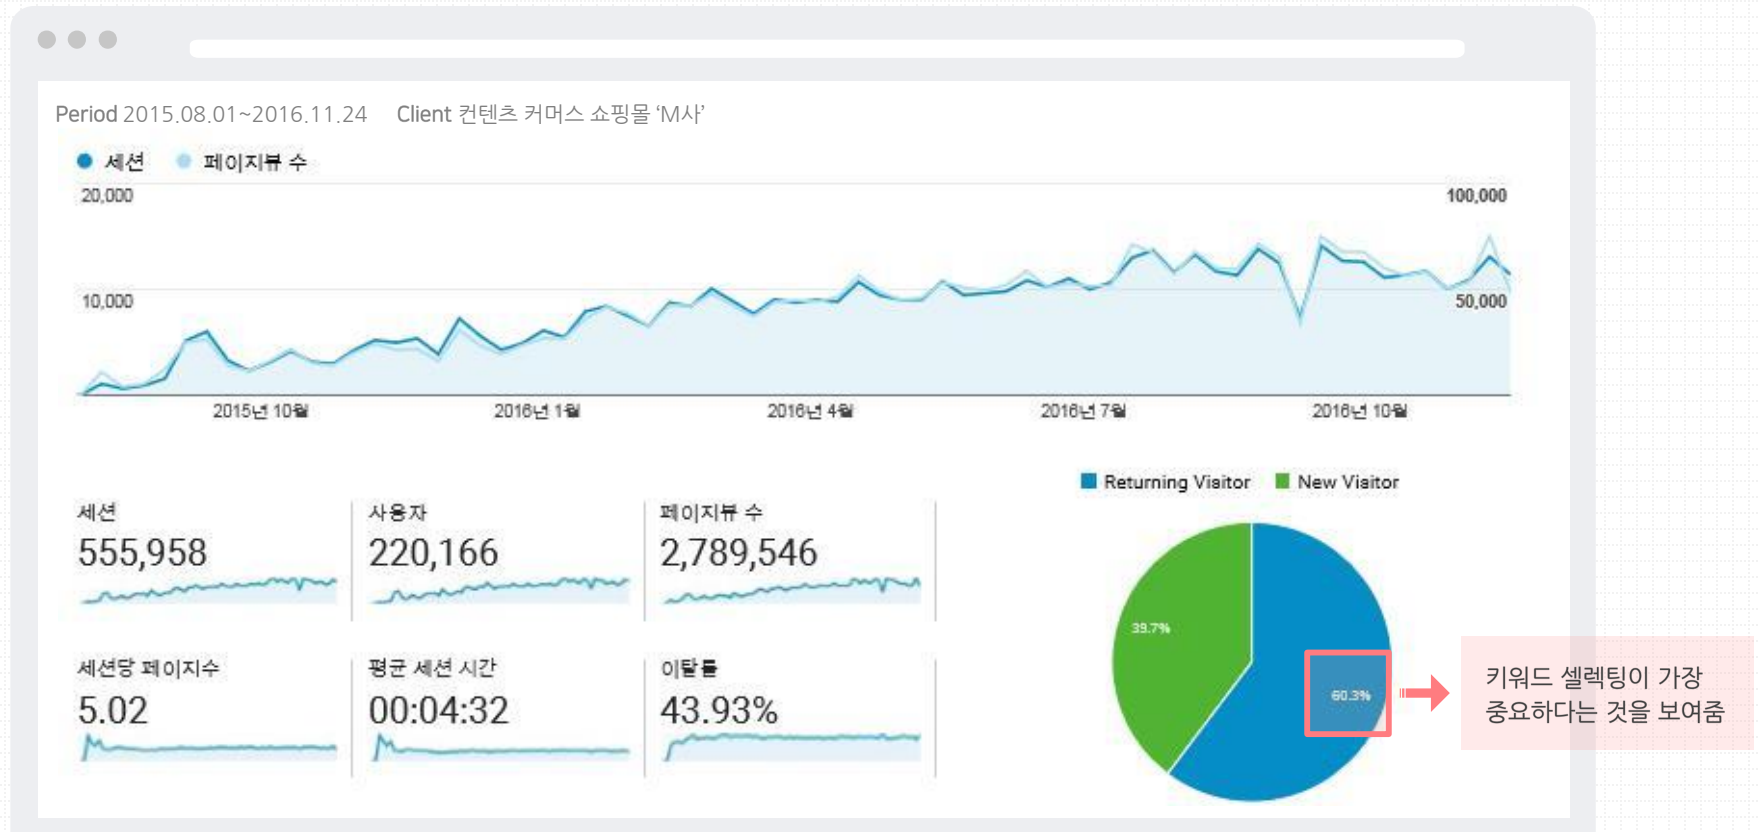 Period 2015.08.01~2016.11.24 Client 컨텐츠 커머스 쇼핑몰 ‘M사’
세션 페이지뷰 수
20,000 100,000
10,000 50,000
2015년 10월 2016년 1월 2016년 4월 2016년 7월 2016년 10월
Returning Visitor New Visitor
세션 사용자 페이지뷰 수
555,958 220,166 2,789,546
39.7%
세션당 페이지수 평균 세션 시간 이탈률
5.02 00:04:32 43.93%
60.3%
키워드 셀렉팅이 가장
중요하다는 것을 보여줌